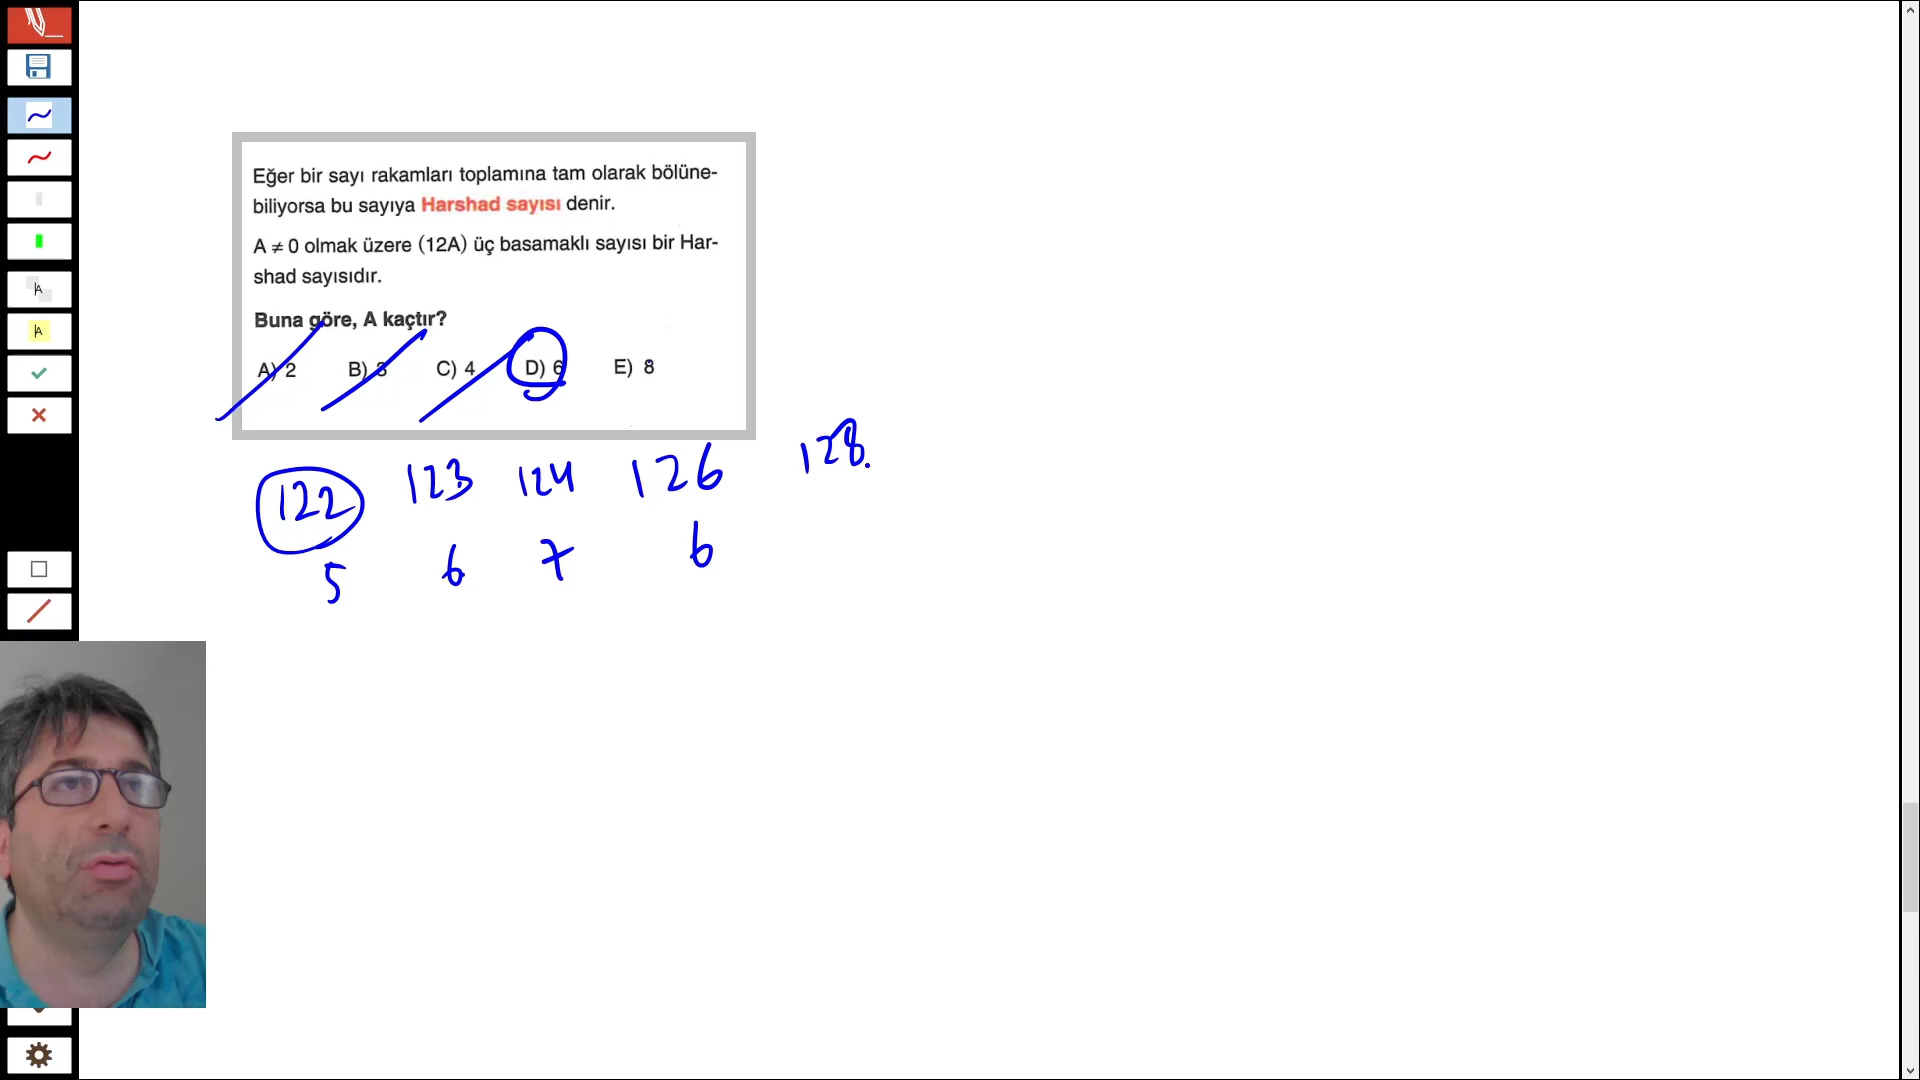 Eğer bir sayı rakamları toplamına tam olarak bölüne-
biliyorsa bu sayıya Harshad sayısı denir.
A ≠ 0 olmak üzere (12A) üç basamaklı sayısı bir Har-
shad sayısıdır.
Buna göre, A kaçtır?
A) 2 B) 3 C) 4 D) 6 E) 8
122 123 124 126 128
5 6 7 6